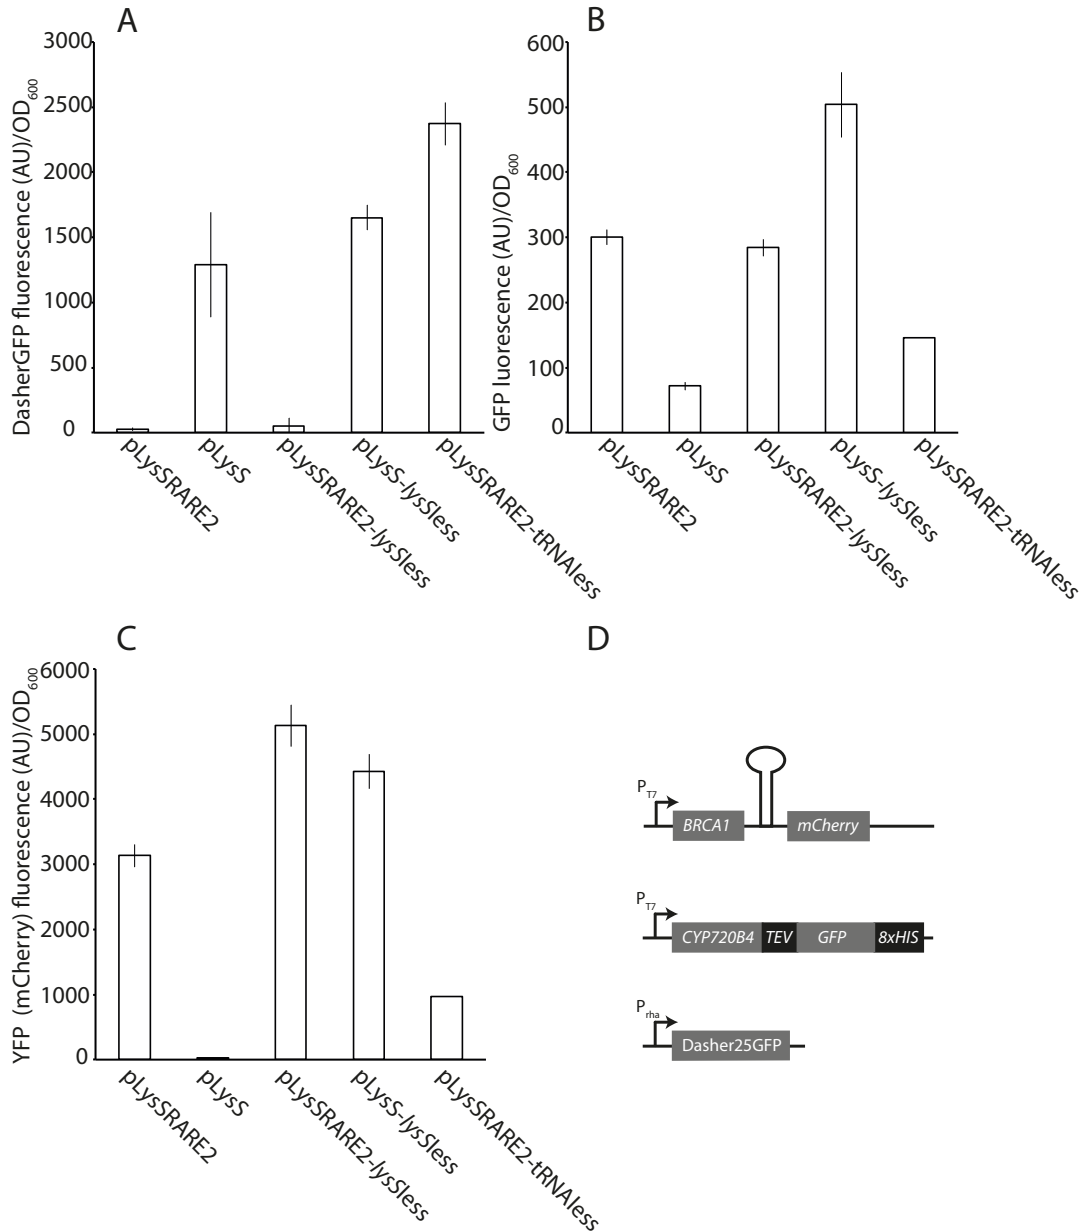 A
DasherGFP fluorescence (AU)/OD600
3000
2500
2000
1500
1000
500
0
pLysSRARE2
pLysS
pLysSRARE2-lysSless
pLysS-lysSless
pLysSRARE2-tRNAless
B
GFP luorescence (AU)/OD600
600
500
400
300
200
100
0
pLysSRARE2
pLysS
pLysSRARE2-lysSless
pLysS-lysSless
pLysSRARE2-tRNAless
C
YFP (mCherry) fluorescence (AU)/OD600
6000
5000
4000
3000
2000
1000
0
pLysSRARE2
pLysS
pLysSRARE2-lysSless
pLysS-lysSless
pLysSRARE2-tRNAless
D
PT7
BRCA1 mCherry
PT7
CYP720B4 TEV GFP 8xHIS
Prha
Dasher25GFP